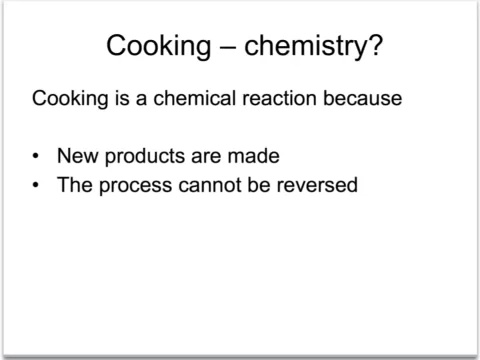 Cooking – chemistry?
Cooking is a chemical reaction because
• New products are made
• The process cannot be reversed